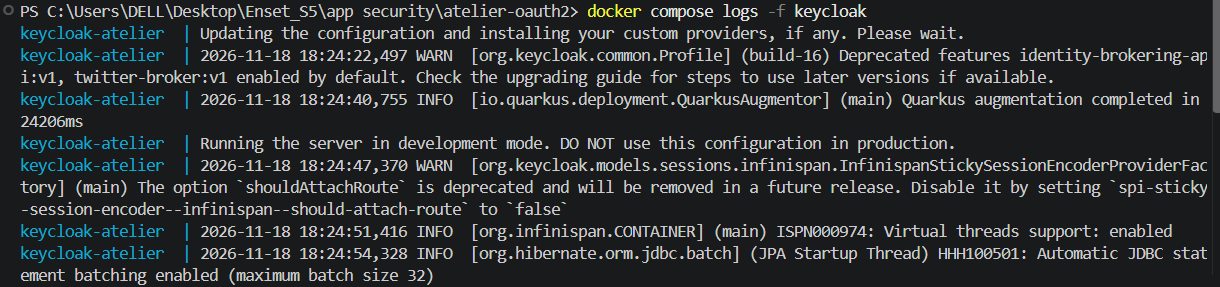 PS C:\Users\DELL\Desktop\Enset_S5\app security\atelier-oauth2> docker compose logs -f keycloak
keycloak-atelier  | Updating the configuration and installing your custom providers, if any. Please wait.
keycloak-atelier  | 2026-11-18 18:24:22,497 WARN  [org.keycloak.common.Profile] (build-16) Deprecated features identity-brokering-ap
i:v1, twitter-broker:v1 enabled by default. Check the upgrading guide for steps to use later versions if available.
keycloak-atelier  | 2026-11-18 18:24:40,755 INFO  [io.quarkus.deployment.QuarkusAugmentor] (main) Quarkus augmentation completed in
24206ms
keycloak-atelier  | Running the server in development mode. DO NOT use this configuration in production.
keycloak-atelier  | 2026-11-18 18:24:47,370 WARN  [org.keycloak.models.sessions.infinispan.InfinispanStickySessionEncoderProviderFac
tory] (main) The option `shouldAttachRoute` is deprecated and will be removed in a future release. Disable it by setting `spi-sticky
-session-encoder--infinispan--should-attach-route` to `false`
keycloak-atelier  | 2026-11-18 18:24:51,416 INFO  [org.infinispan.CONTAINER] (main) ISPN000974: Virtual threads support: enabled
keycloak-atelier  | 2026-11-18 18:24:54,328 INFO  [org.hibernate.orm.jdbc.batch] (JPA Startup Thread) HHH100501: Automatic JDBC stat
ement batching enabled (maximum batch size 32)